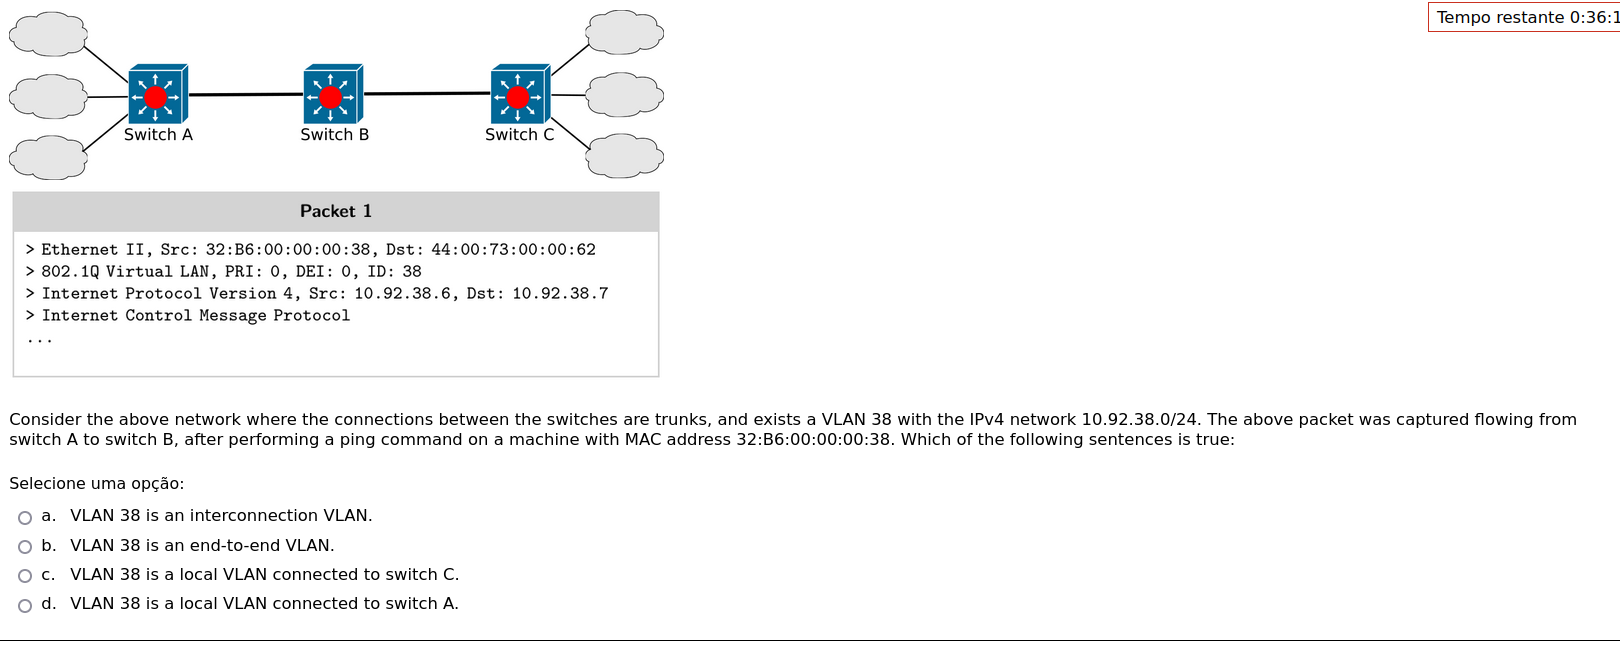 Tempo restante 0:36:1
Switch A
Switch B
Switch C
Packet 1
> Ethernet II, Src: 32:B6:00:00:00:38, Dst: 44:00:73:00:00:62
> 802.1Q Virtual LAN, PRI: 0, DEI: 0, ID: 38
> Internet Protocol Version 4, Src: 10.92.38.6, Dst: 10.92.38.7
> Internet Control Message Protocol
...
Consider the above network where the connections between the switches are trunks, and exists a VLAN 38 with the IPv4 network 10.92.38.0/24. The above packet was captured flowing from
switch A to switch B, after performing a ping command on a machine with MAC address 32:B6:00:00:00:38. Which of the following sentences is true:
Selecione uma opção:
a. VLAN 38 is an interconnection VLAN.
b. VLAN 38 is an end-to-end VLAN.
c. VLAN 38 is a local VLAN connected to switch C.
d. VLAN 38 is a local VLAN connected to switch A.